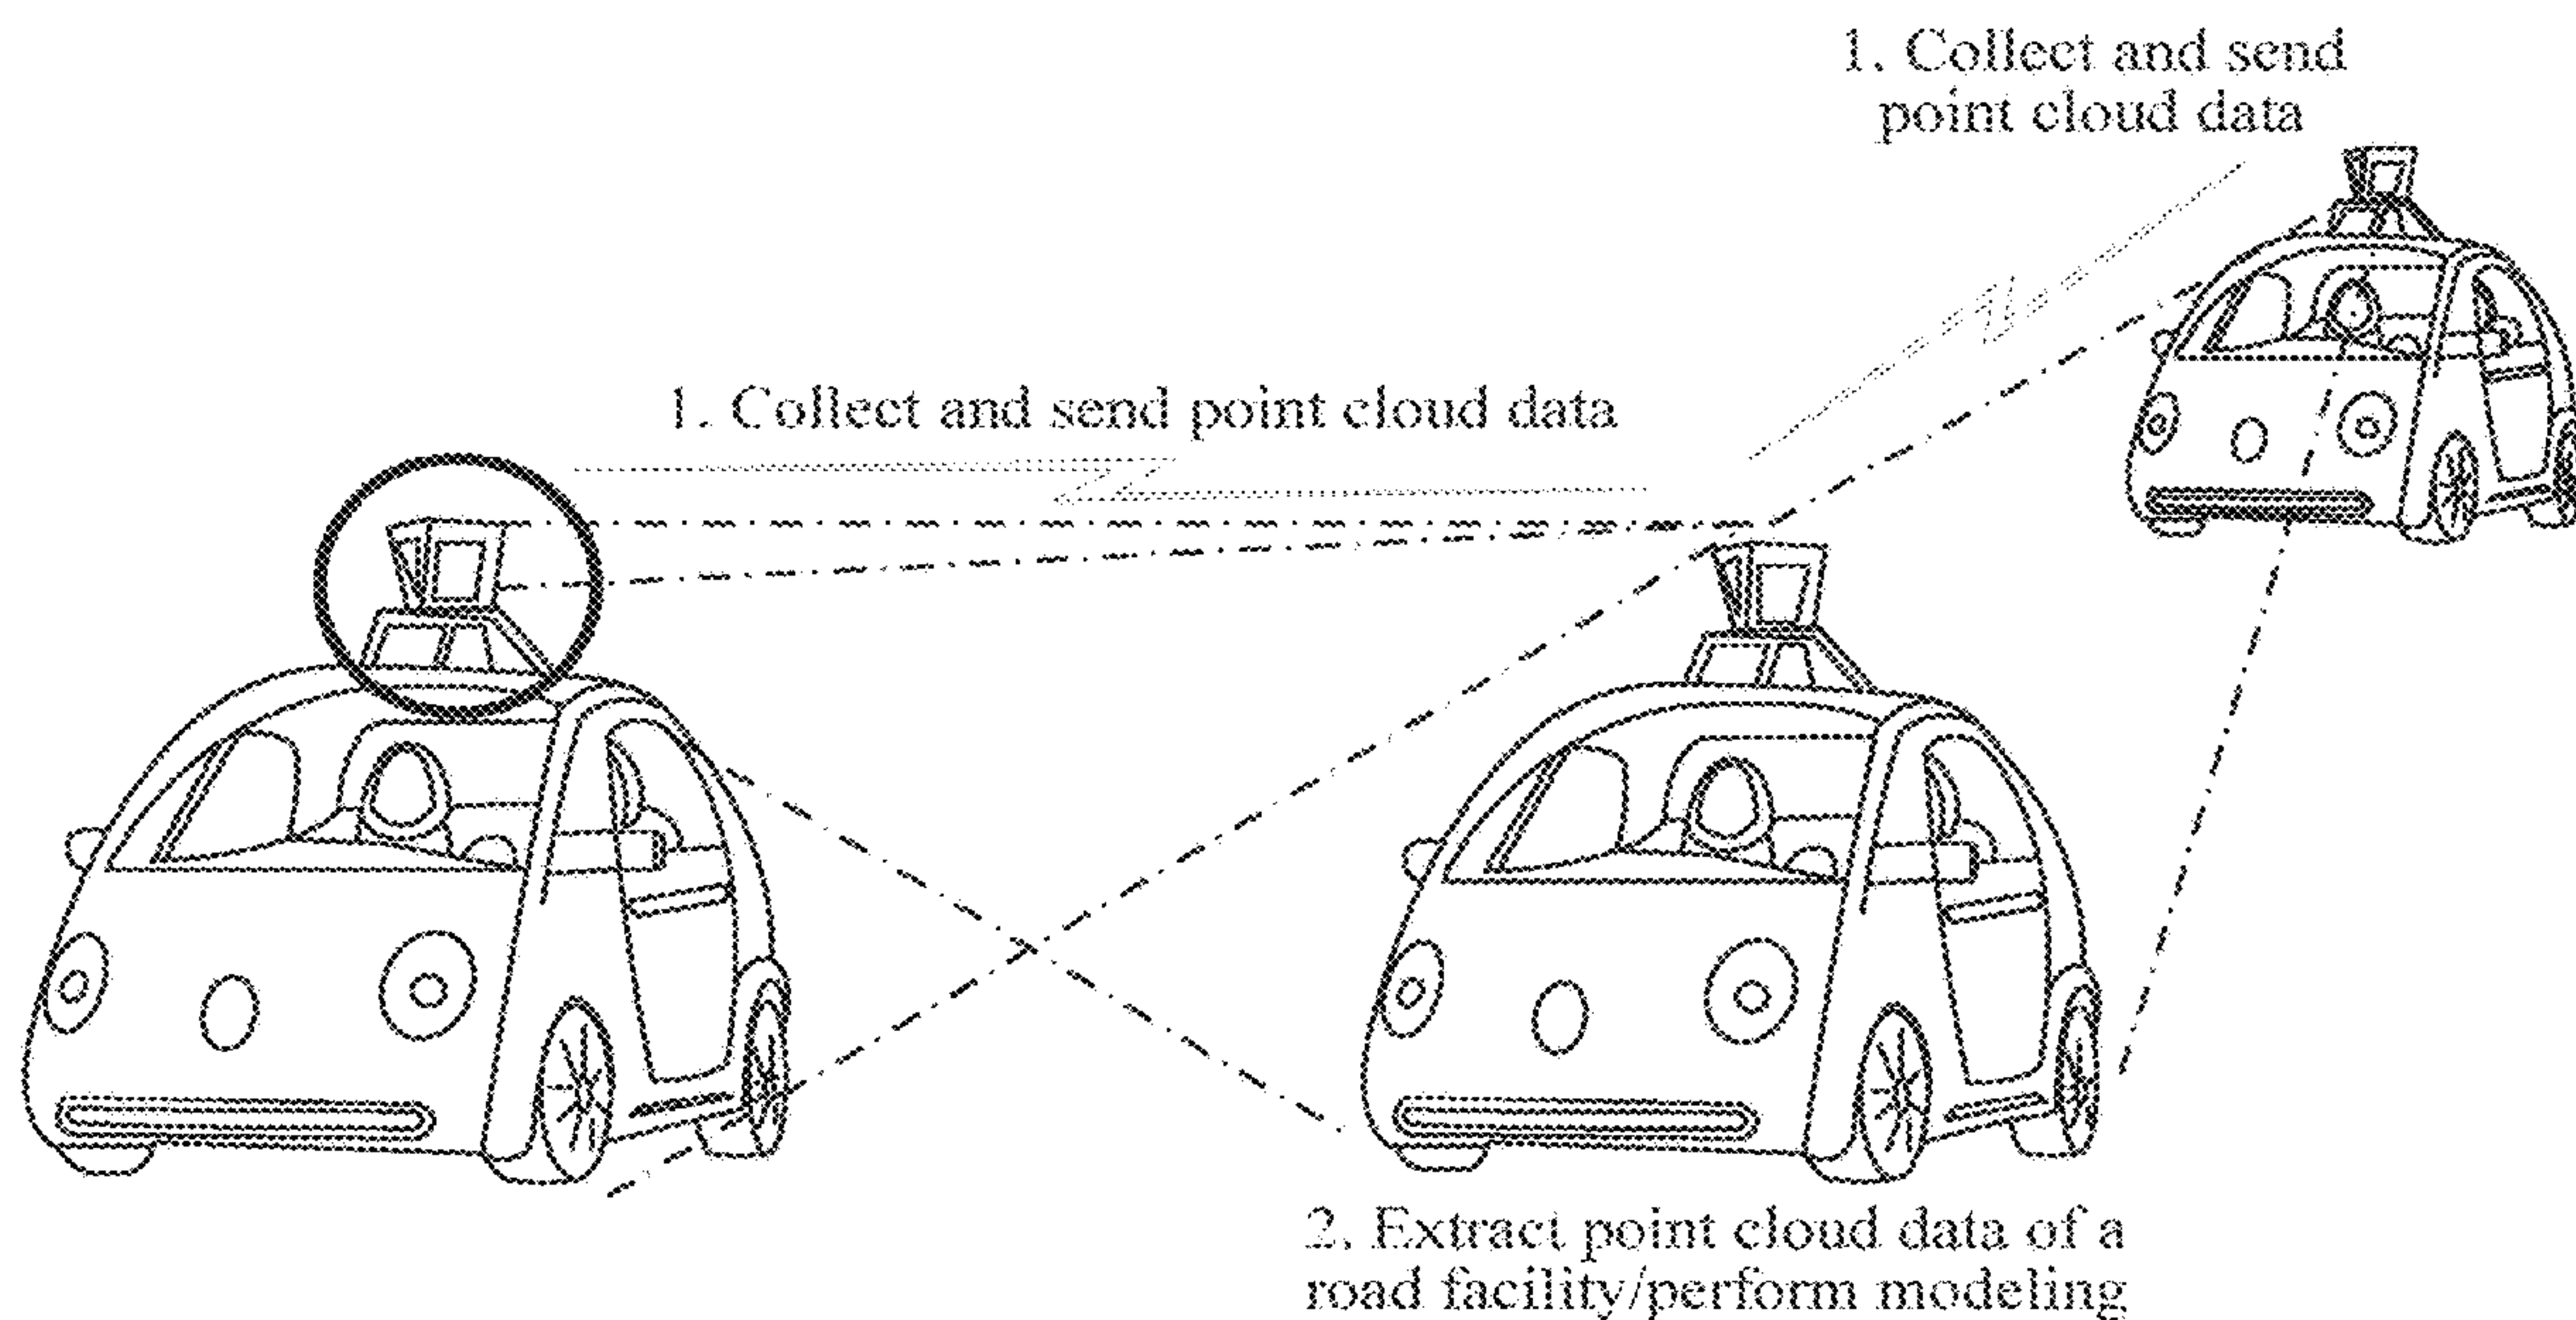 1. Collect and send
point cloud data
1. Collect and send point cloud data
2. Extract point cloud data of a
road facility/perform modeling